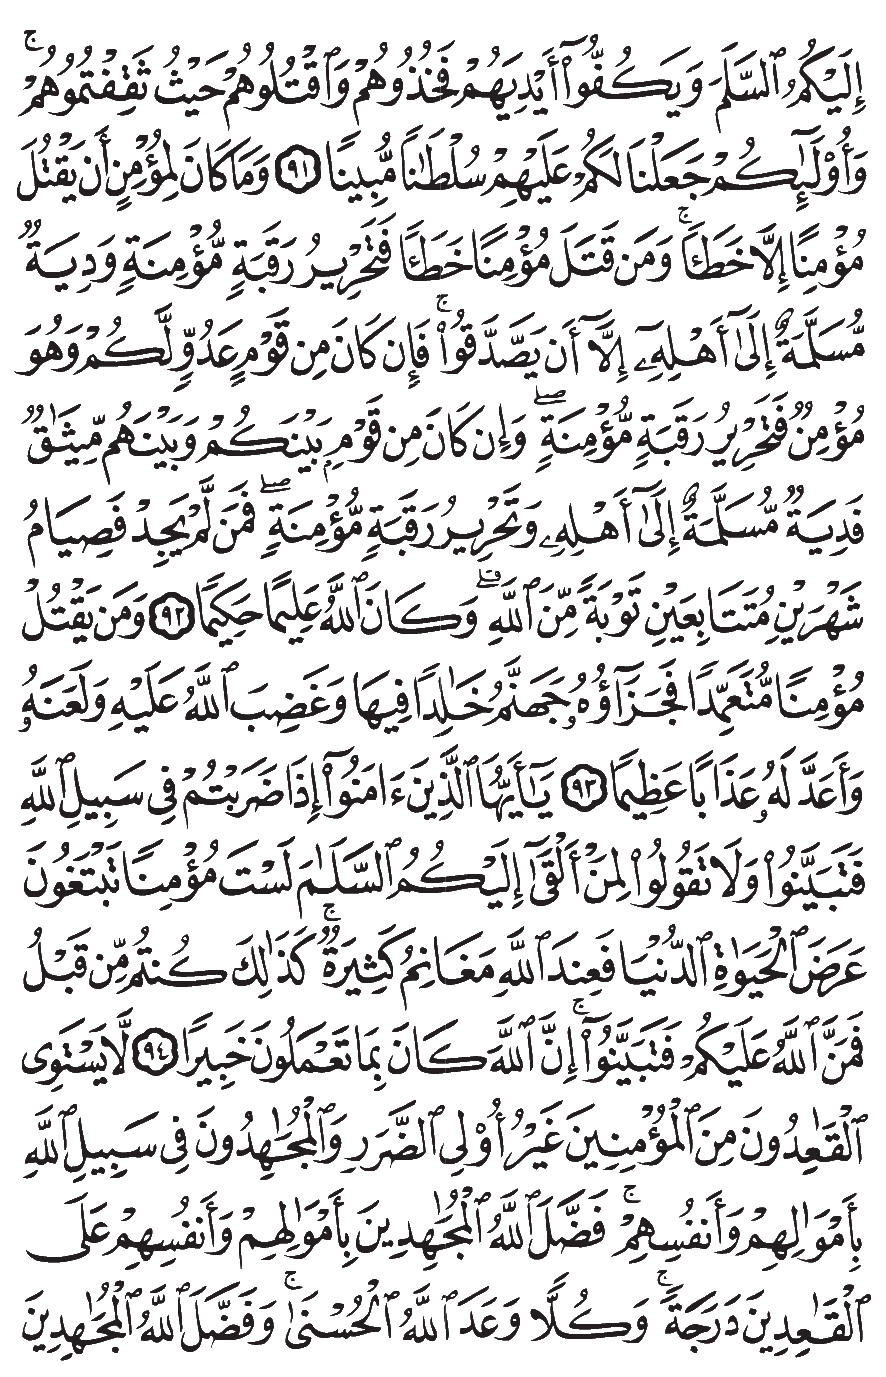 إِلَيْكُمُ ٱلسَّلَمَ وَيَكُفُّوٓا۟ أَيْدِيَهُمْ فَخُذُوهُمْ وَٱقْتُلُوهُمْ حَيْثُ ثَقِفْتُمُوهُمْ ۚ
وَأُو۟لَـٰٓئِكُمْ جَعَلْنَا لَكُمْ عَلَيْهِمْ سُلْطَـٰنًا مُّبِينًا ٩١ وَمَا كَانَ لِمُؤْمِنٍ أَن يَقْتُلَ
مُؤْمِنًا إِلَّا خَطَـًٔا ۚ وَمَن قَتَلَ مُؤْمِنًا خَطَـًٔا فَتَحْرِيرُ رَقَبَةٍ مُّؤْمِنَةٍ وَدِيَةٌ
مُّسَلَّمَةٌ إِلَىٰٓ أَهْلِهِۦٓ إِلَّآ أَن يَصَّدَّقُوا۟ ۚ فَإِن كَانَ مِن قَوْمٍ عَدُوٍّ لَّكُمْ وَهُوَ
مُؤْمِنٌ فَتَحْرِيرُ رَقَبَةٍ مُّؤْمِنَةٍ ۖ وَإِن كَانَ مِن قَوْمٍۭ بَيْنَكُمْ وَبَيْنَهُم مِّيثَـٰقٌ
فَدِيَةٌ مُّسَلَّمَةٌ إِلَىٰٓ أَهْلِهِۦ وَتَحْرِيرُ رَقَبَةٍ مُّؤْمِنَةٍ ۖ فَمَن لَّمْ يَجِدْ فَصِيَامُ
شَهْرَيْنِ مُتَتَابِعَيْنِ تَوْبَةً مِّنَ ٱللَّهِ ۗ وَكَانَ ٱللَّهُ عَلِيمًا حَكِيمًا ٩٢ وَمَن يَقْتُلْ
مُؤْمِنًا مُّتَعَمِّدًا فَجَزَآؤُهُۥ جَهَنَّمُ خَـٰلِدًا فِيهَا وَغَضِبَ ٱللَّهُ عَلَيْهِ وَلَعَنَهُۥ
وَأَعَدَّ لَهُۥ عَذَابًا عَظِيمًا ٩٣ يَـٰٓأَيُّهَا ٱلَّذِينَ ءَامَنُوٓا۟ إِذَا ضَرَبْتُمْ فِى سَبِيلِ ٱللَّهِ
فَتَبَيَّنُوا۟ وَلَا تَقُولُوا۟ لِمَنْ أَلْقَىٰٓ إِلَيْكُمُ ٱلسَّلَـٰمَ لَسْتَ مُؤْمِنًا تَبْتَغُونَ
عَرَضَ ٱلْحَيَوٰةِ ٱلدُّنْيَا فَعِندَ ٱللَّهِ مَغَانِمُ كَثِيرَةٌ ۚ كَذَٰلِكَ كُنتُم مِّن قَبْلُ
فَمَنَّ ٱللَّهُ عَلَيْكُمْ فَتَبَيَّنُوٓا۟ ۚ إِنَّ ٱللَّهَ كَانَ بِمَا تَعْمَلُونَ خَبِيرًا ٩٤ لَّا يَسْتَوِى
ٱلْقَـٰعِدُونَ مِنَ ٱلْمُؤْمِنِينَ غَيْرُ أُو۟لِى ٱلضَّرَرِ وَٱلْمُجَـٰهِدُونَ فِى سَبِيلِ ٱللَّهِ
بِأَمْوَٰلِهِمْ وَأَنفُسِهِمْ ۚ فَضَّلَ ٱللَّهُ ٱلْمُجَـٰهِدِينَ بِأَمْوَٰلِهِمْ وَأَنفُسِهِمْ عَلَى
ٱلْقَـٰعِدِينَ دَرَجَةً ۚ وَكُلًّا وَعَدَ ٱللَّهُ ٱلْحُسْنَىٰ ۚ وَفَضَّلَ ٱللَّهُ ٱلْمُجَـٰهِدِينَ